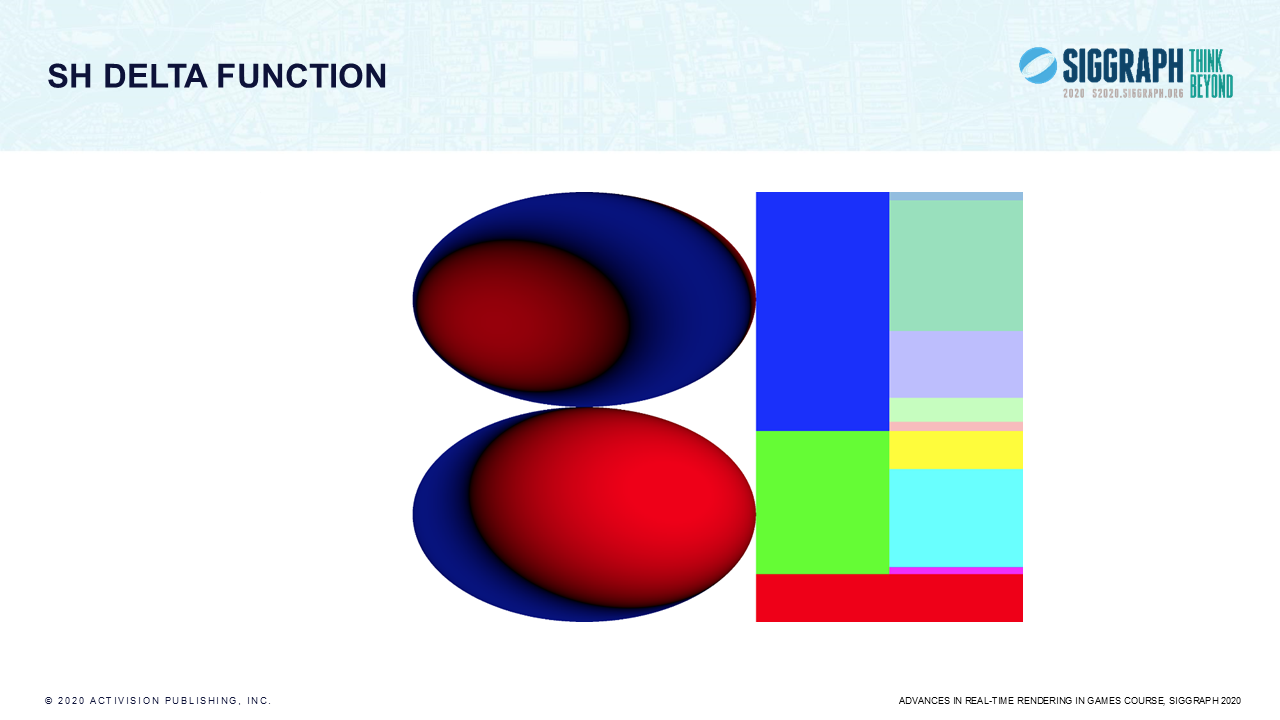 SH DELTA FUNCTION
SIGGRAPH
THINK
BEYOND
2020 S2020.SIGGRAPH.ORG
© 2020 ACTIVISION PUBLISHING, INC.
ADVANCES IN REAL-TIME RENDERING IN GAMES COURSE, SIGGRAPH 2020